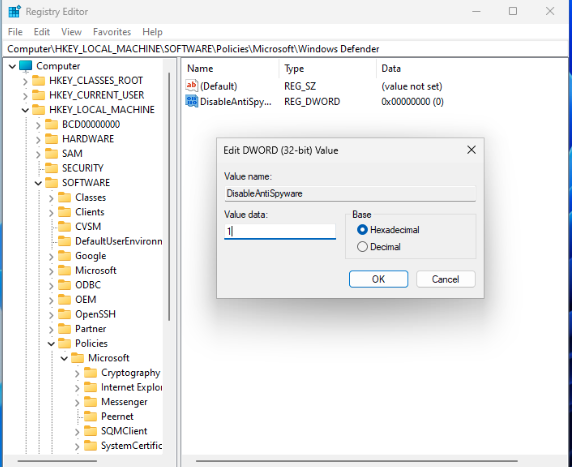 Registry Editor
File Edit View Favorites Help
Computer\HKEY_LOCAL_MACHINE\SOFTWARE\Policies\Microsoft\Windows Defender
Computer
HKEY_CLASSES_ROOT
HKEY_CURRENT_USER
HKEY_LOCAL_MACHINE
BCD00000000
HARDWARE
SAM
SECURITY
SOFTWARE
Classes
Clients
CVSM
DefaultUserEnvironm
Google
Microsoft
ODBC
OEM
OpenSSH
Partner
Policies
Microsoft
Cryptography
Internet Explo
Messenger
Peernet
SQMClient
SystemCertific
Name Type Data
ab (Default) REG_SZ (value not set)
DisableAntiSpy... REG_DWORD 0x00000000 (0)
Edit DWORD (32-bit) Value
Value name:
DisableAntiSpyware
Value data:
1
Base
Hexadecimal
Decimal
OK Cancel